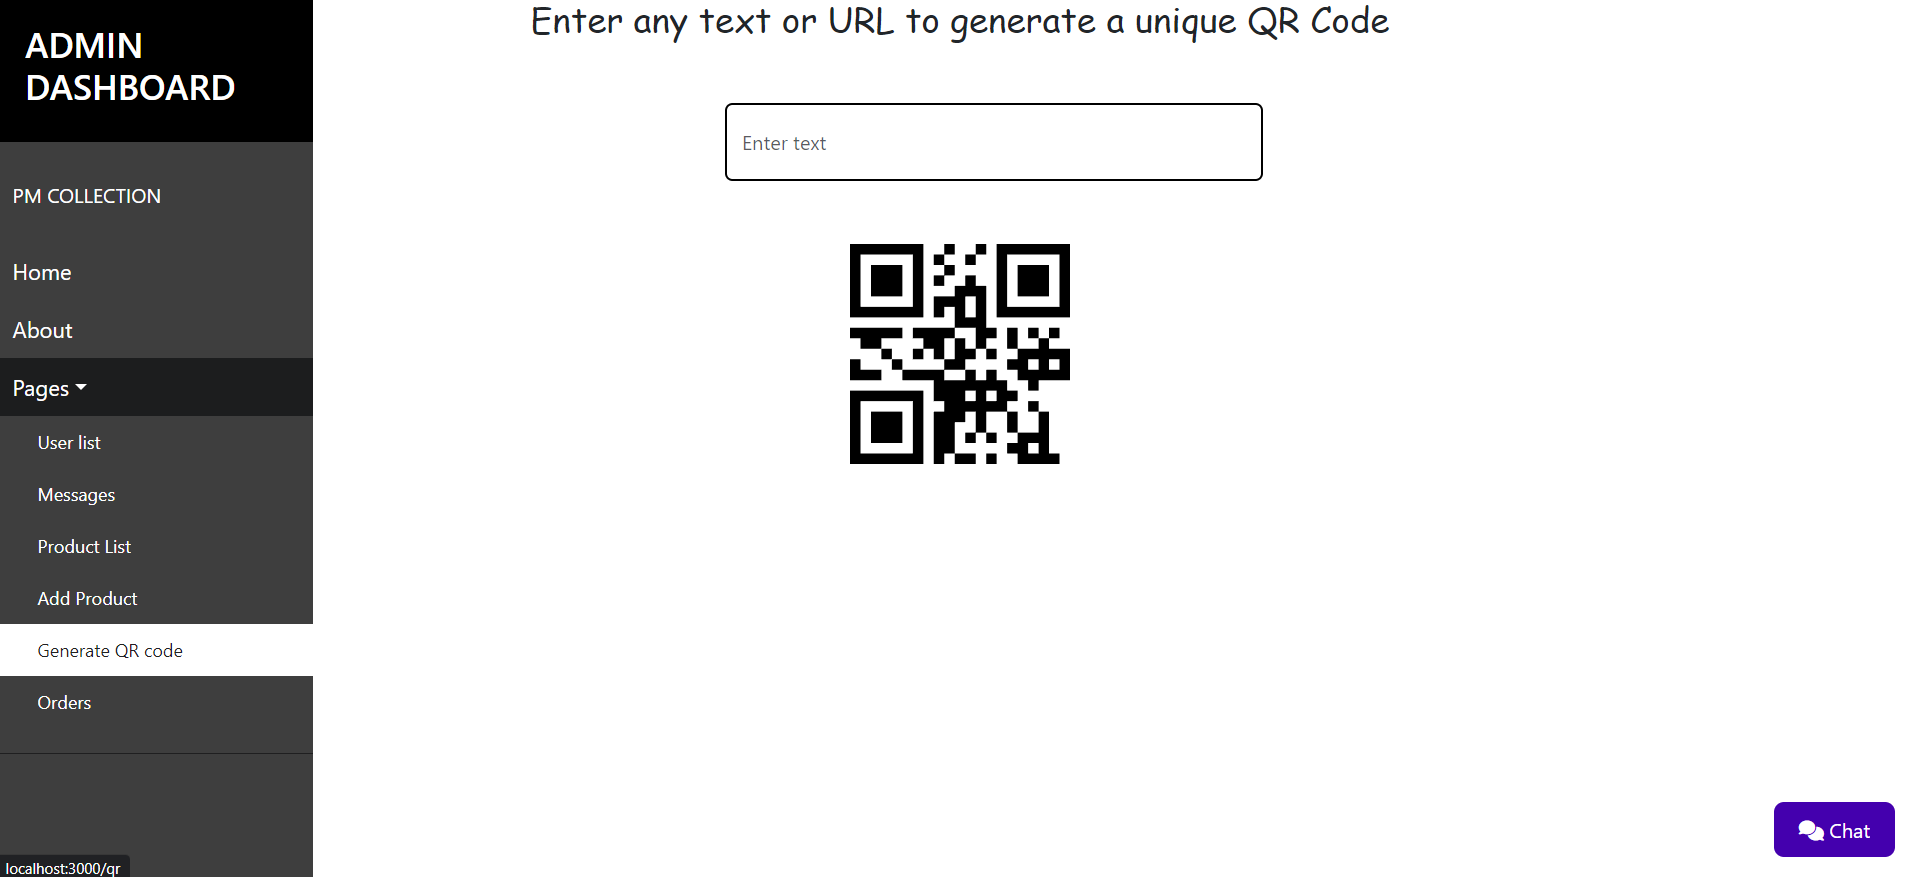 ADMIN
DASHBOARD
PM COLLECTION
Home
About
Pages
User list
Messages
Product List
Add Product
Generate QR code
Orders
localhost:3000/qr
Enter any text or URL to generate a unique QR Code
Enter text
Chat